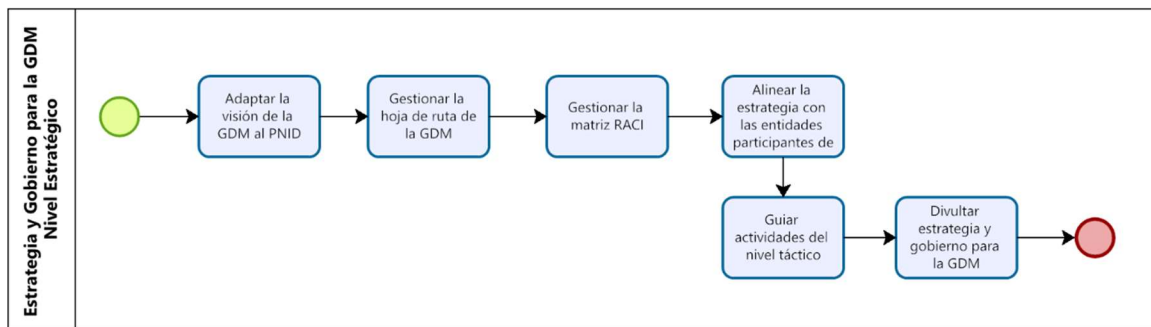 Estrategia y Gobierno para la GDM
Nivel Estratégico
Adaptar la
visión de la
GDM al PNID
Gestionar la
hoja de ruta de
la GDM
Gestionar la
matriz RACI
Alinear la
estrategia con
las entidades
participantes de
Guiar
actividades del
nivel táctico
Divultar
estrategia y
gobierno para
la GDM